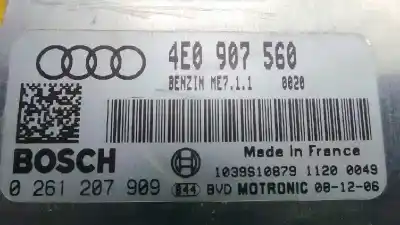 4E0 907 560
BENZIN ME7.1.1 0020
BOSCH
Made in France
1039S10879 1120 0049
0 261 207 909 844 BVD MOTRONIC 08-12-06